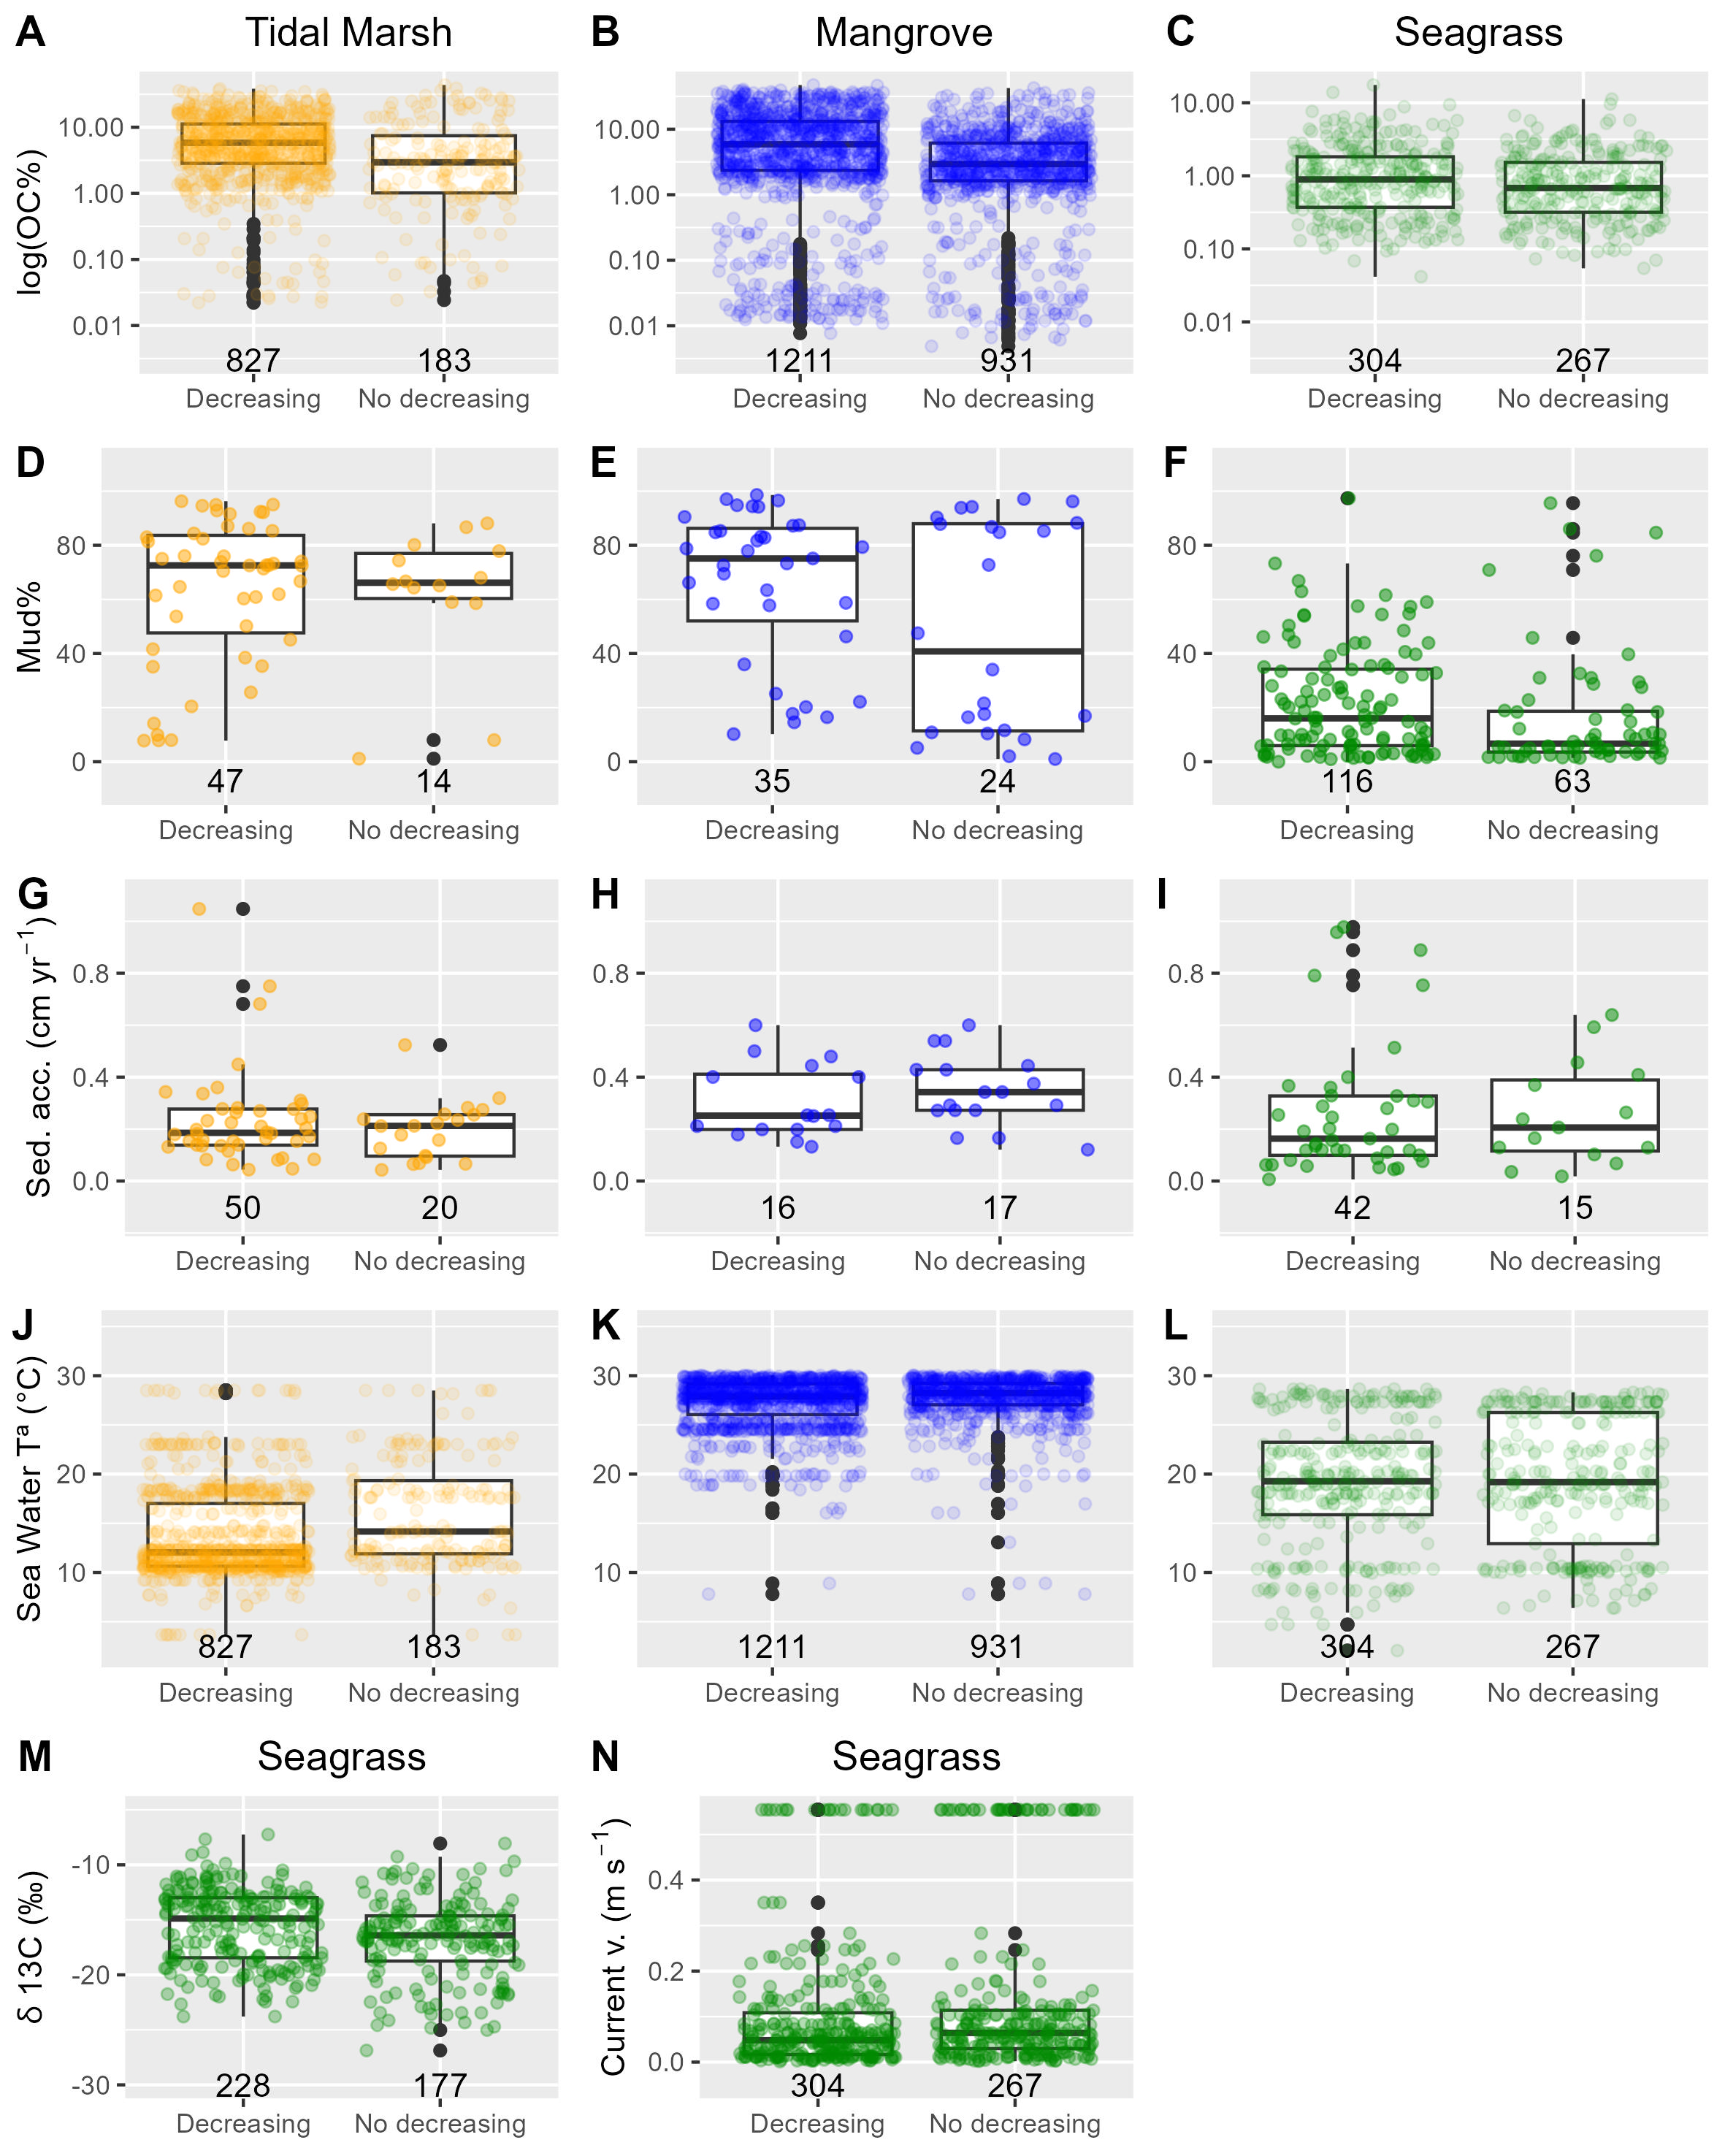 A Tidal Marsh B Mangrove C Seagrass
log(OC%)
10.00
1.00
0.10
0.01
827 183
Decreasing No decreasing
10.00
1.00
0.10
0.01
1211 931
Decreasing No decreasing
10.00
1.00
0.10
0.01
304 267
Decreasing No decreasing
D
Mud%
80
40
0
47 14
Decreasing No decreasing
E
80
40
0
35 24
Decreasing No decreasing
F
80
40
0
116 63
Decreasing No decreasing
G
Sed. acc. (cm yr⁻¹)
0.8
0.4
0.0
50 20
Decreasing No decreasing
H
0.8
0.4
0.0
16 17
Decreasing No decreasing
I
0.8
0.4
0.0
42 15
Decreasing No decreasing
J
Sea Water Tª (°C)
30
20
10
827 183
Decreasing No decreasing
K
30
20
10
1211 931
Decreasing No decreasing
L
30
20
10
304 267
Decreasing No decreasing
M Seagrass
δ 13C (‰)
-10
-20
-30
228 177
Decreasing No decreasing
N Seagrass
Current v. (m s⁻¹)
0.4
0.2
0.0
304 267
Decreasing No decreasing